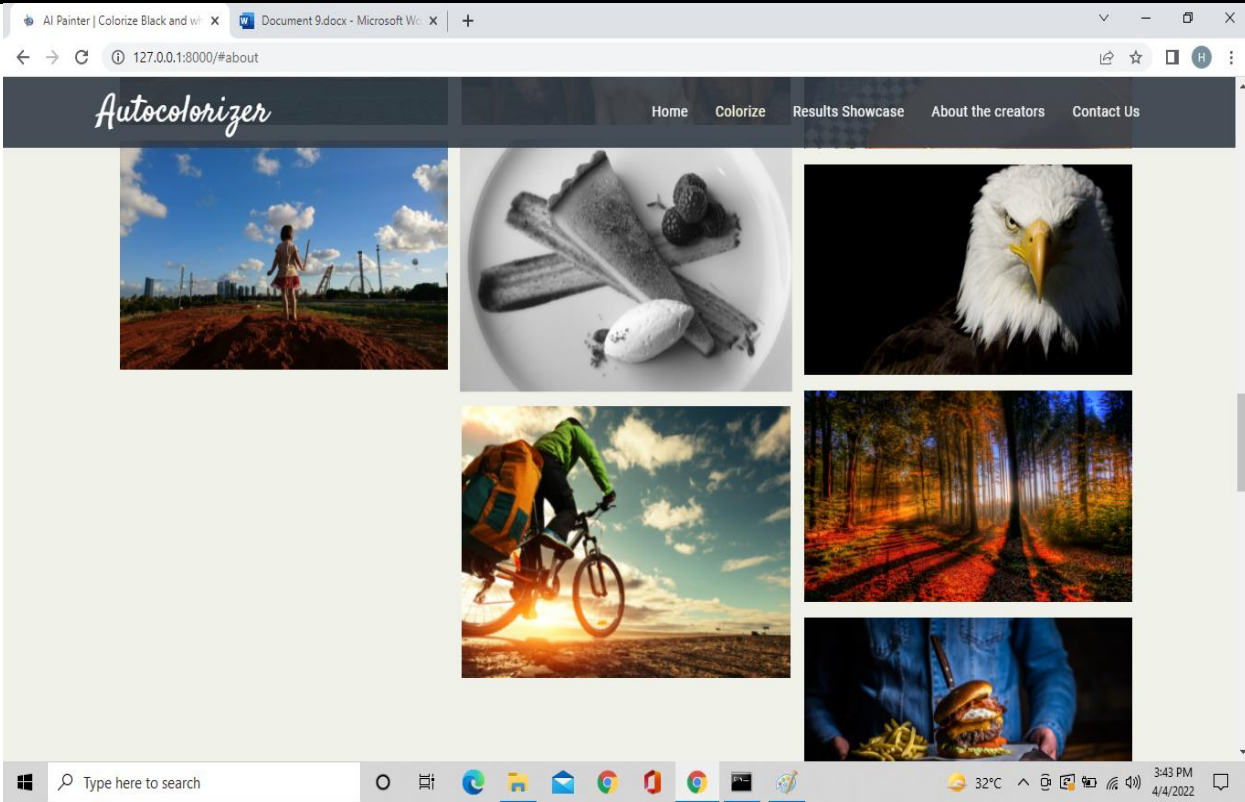 AI Painter | Colorize Black and wh
Document 9.docx - Microsoft Wo
127.0.0.1:8000/#about
H
Autocolorizer
Home Colorize Results Showcase About the creators Contact Us
Type here to search
32°C
3:43 PM
4/4/2022